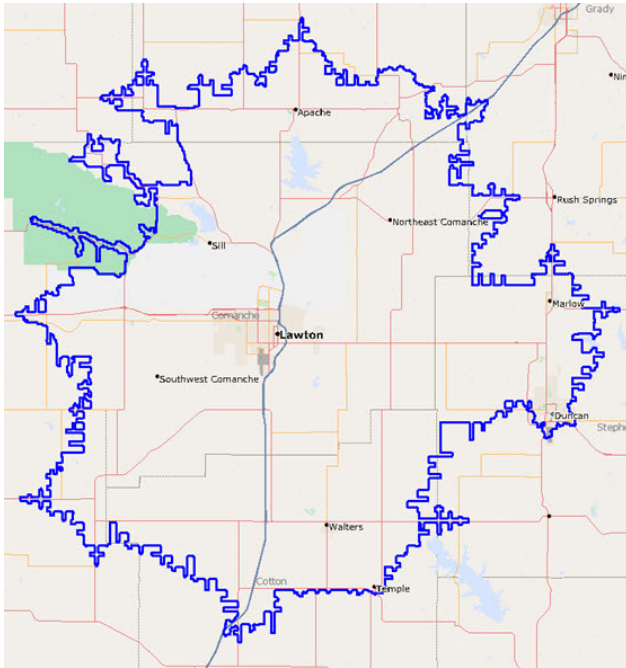 Grady
Nin
Apache
Rush Springs
Northeast Comanche
Sill
Marlow
Comanche
Lawton
Southwest Comanche
Duncan
Steph
Walters
Cotton
Temple